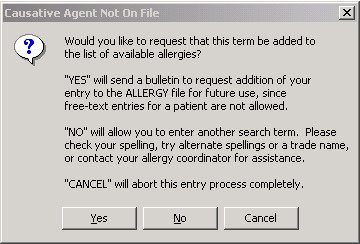 Causative Agent Not On File
Would you like to request that this term be added to
the list of available allergies?
"YES" will send a bulletin to request addition of your
entry to the ALLERGY file for future use, since
free-text entries for a patient are not allowed.
"NO" will allow you to enter another search term.  Please
check your spelling, try alternate spellings or a trade name,
or contact your allergy coordinator for assistance.
"CANCEL" will abort this entry process completely.
Yes No Cancel